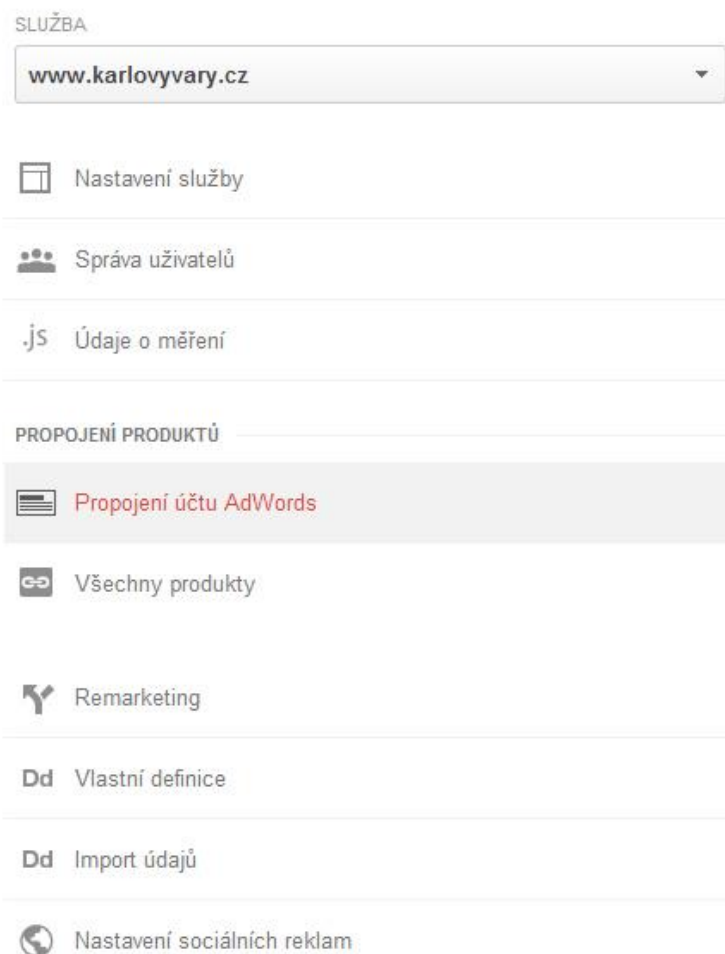 SLUŽBA
www.karlovyvary.cz
Nastavení služby
Správa uživatelů
.js Údaje o měření
PROPOJENÍ PRODUKTŮ
Propojení účtu AdWords
Všechny produkty
Remarketing
Dd Vlastní definice
Dd Import údajů
Nastavení sociálních reklam